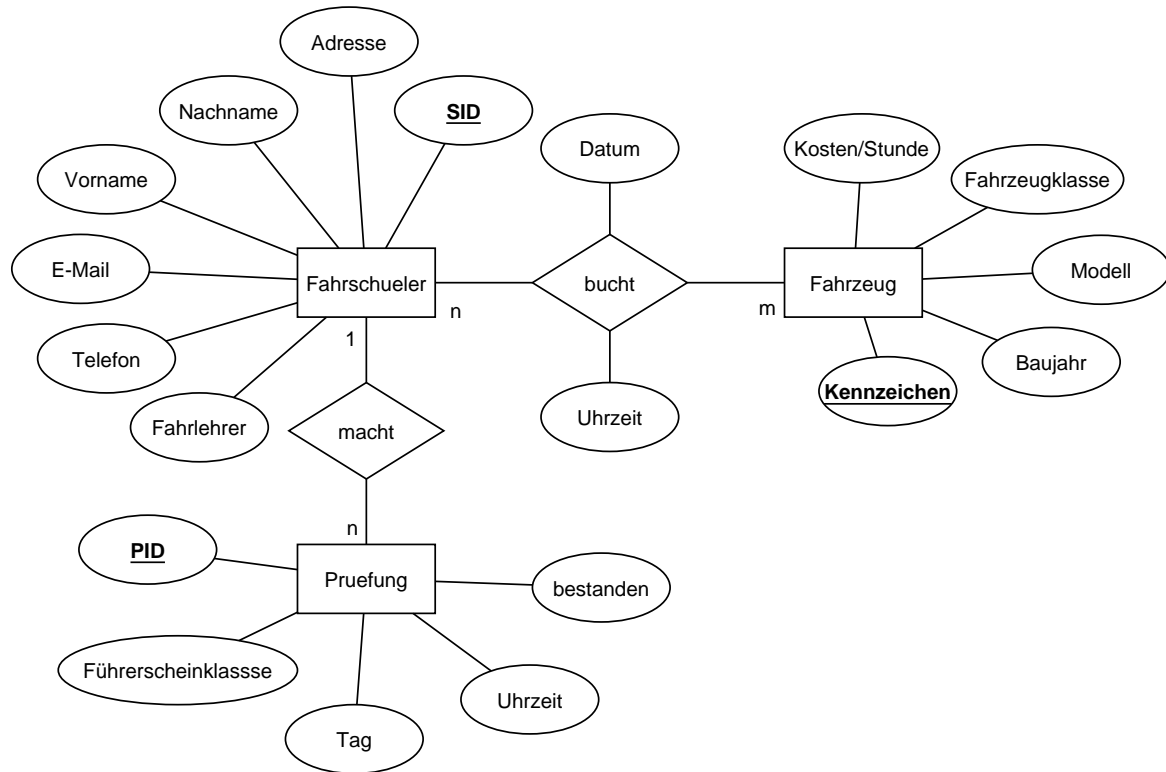 Adresse
Nachname
SID
Vorname
E-Mail
Telefon
Fahrlehrer
Fahrschueler
n
1
Datum
bucht
Uhrzeit
m
Kosten/Stunde
Fahrzeugklasse
Fahrzeug
Modell
Baujahr
Kennzeichen
macht
n
PID
Pruefung
bestanden
Führerscheinklassse
Uhrzeit
Tag